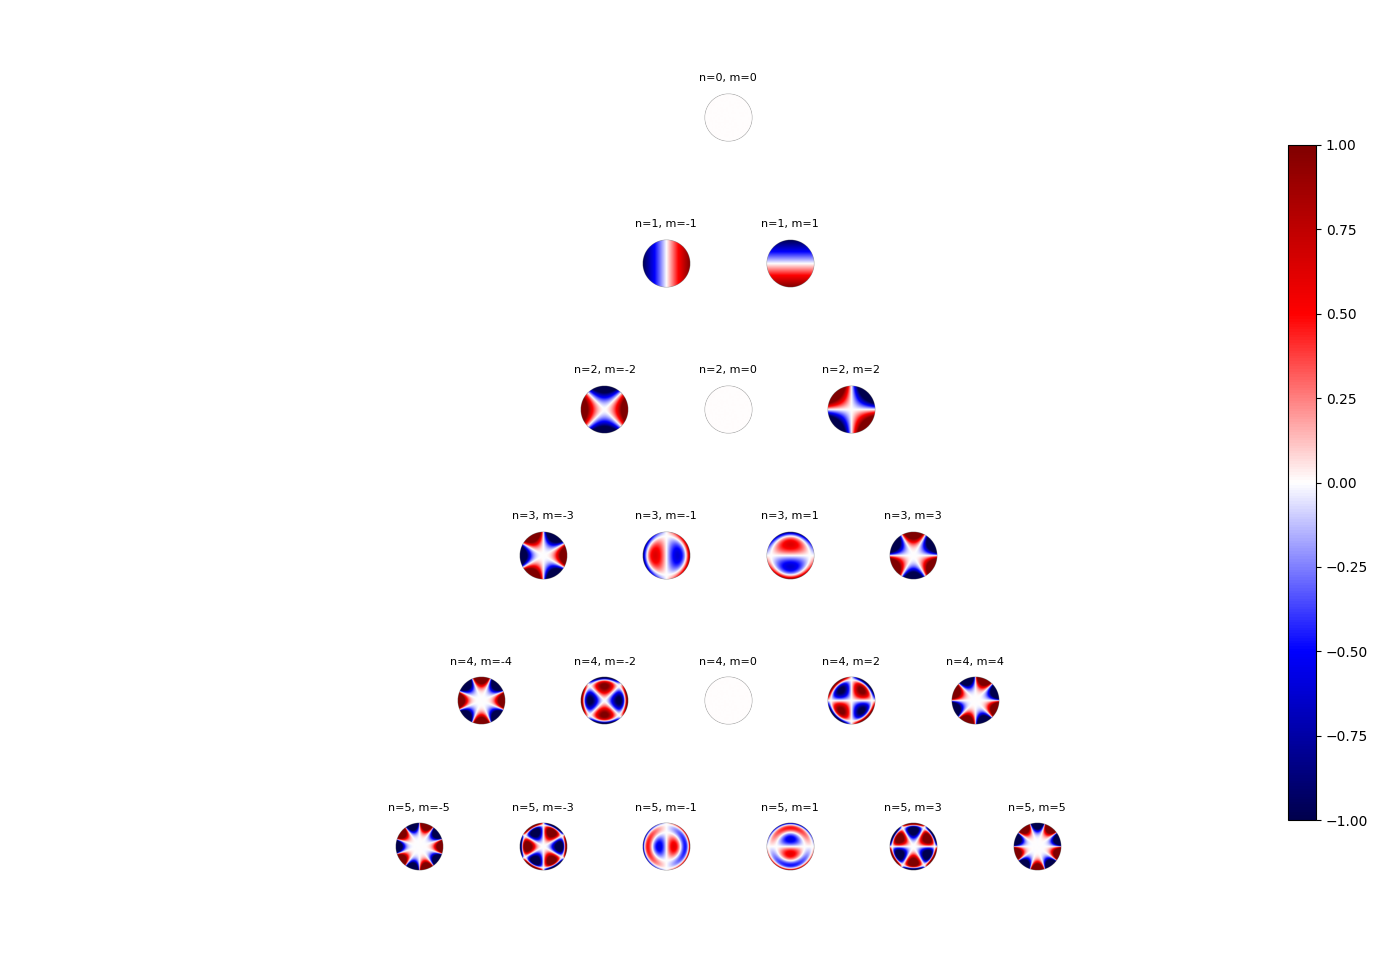 n=0, m=0
n=1, m=-1
n=1, m=1
n=2, m=-2
n=2, m=0
n=2, m=2
n=3, m=-3
n=3, m=-1
n=3, m=1
n=3, m=3
n=4, m=-4
n=4, m=-2
n=4, m=0
n=4, m=2
n=4, m=4
n=5, m=-5
n=5, m=-3
n=5, m=-1
n=5, m=1
n=5, m=3
n=5, m=5
1.00
0.75
0.50
0.25
0.00
−0.25
−0.50
−0.75
−1.00